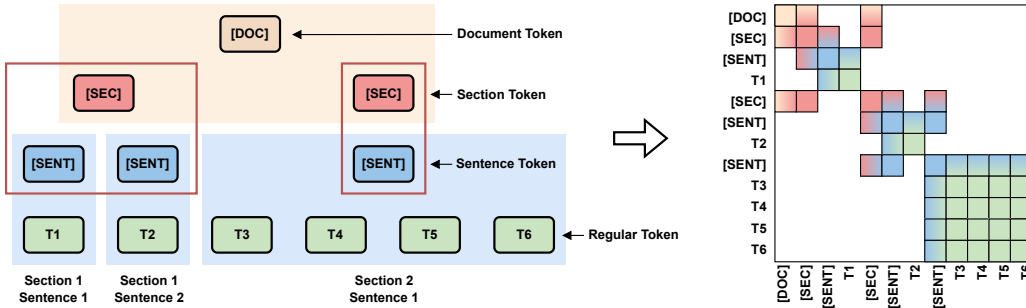 [DOC]
Document Token
[SEC]
[SEC]
Section Token
[SENT]
[SENT]
[SENT]
Sentence Token
T1
T2
T3
T4
T5
T6
Regular Token
Section 1
Sentence 1
Section 1
Sentence 2
Section 2
Sentence 1
[DOC]
[SEC]
[SENT]
T1
[SEC]
[SENT]
T2
[SENT]
T3
T4
T5
T6
[DOC]
[SEC]
[SENT]
T1
[SEC]
[SENT]
T2
[SENT]
T3
T4
T5
T6